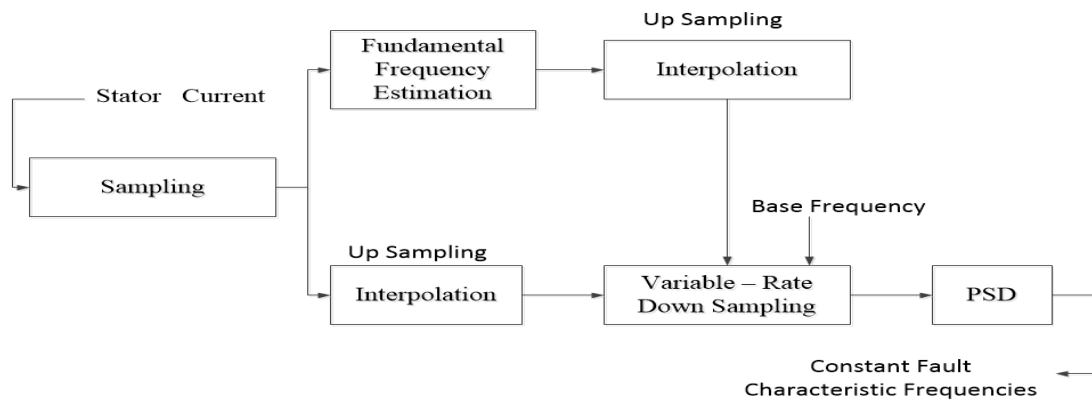 Up Sampling
Fundamental
Frequency
Estimation
Interpolation
Stator Current
Sampling
Base Frequency
Up Sampling
Interpolation
Variable – Rate
Down Sampling
PSD
Constant Fault
Characteristic Frequencies